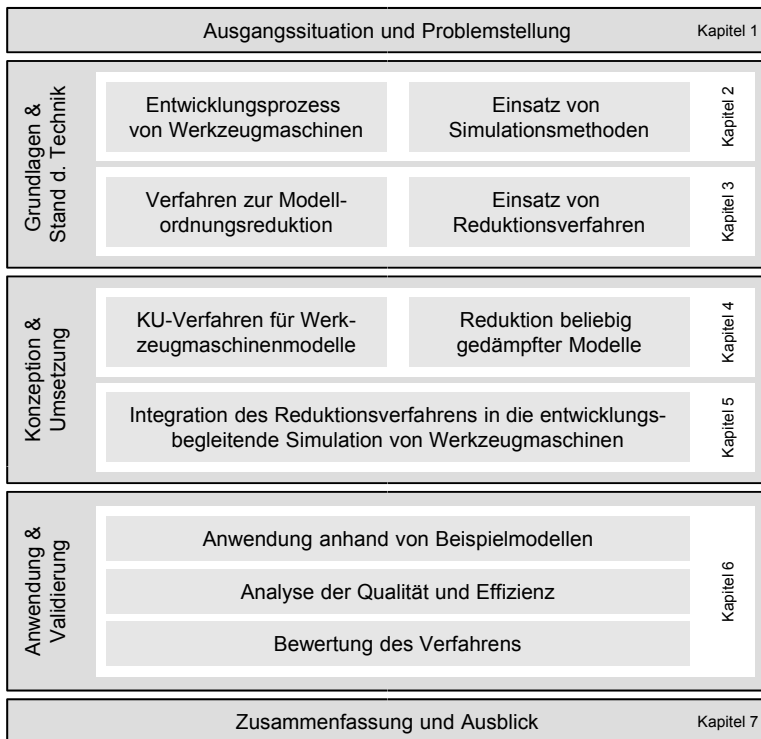 Ausgangssituation und Problemstellung
Kapitel 1
Grundlagen &
Stand d. Technik
Entwicklungsprozess
von Werkzeugmaschinen
Einsatz von
Simulationsmethoden
Kapitel 2
Verfahren zur Modell-
ordnungsreduktion
Einsatz von
Reduktionsverfahren
Kapitel 3
Konzeption &
Umsetzung
KU-Verfahren für Werk-
zeugmaschinenmodelle
Reduktion beliebig
gedämpfter Modelle
Kapitel 4
Integration des Reduktionsverfahrens in die entwicklungs-
begleitende Simulation von Werkzeugmaschinen
Kapitel 5
Anwendung &
Validierung
Anwendung anhand von Beispielmodellen
Analyse der Qualität und Effizienz
Bewertung des Verfahrens
Kapitel 6
Zusammenfassung und Ausblick
Kapitel 7